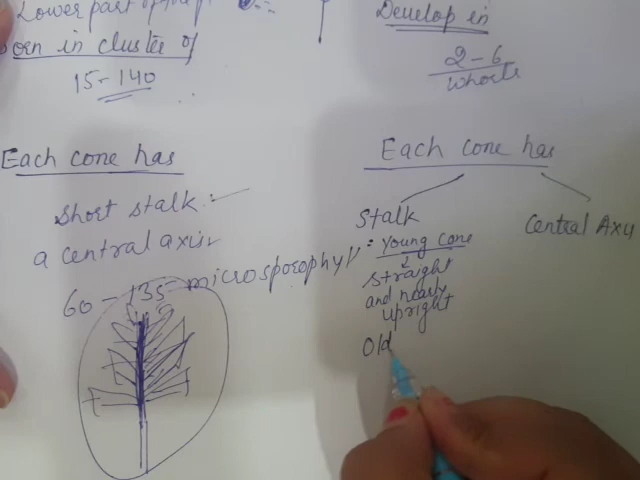 Lower part of
Born in cluster of
15-140
Each cone has
Short stalk :
a central axis
60-135 microsporophyll
Develop in
2-6
whorls
Each cone has
Stalk
Central Axis
: Young Cone
straight
and nearly
upright
Old